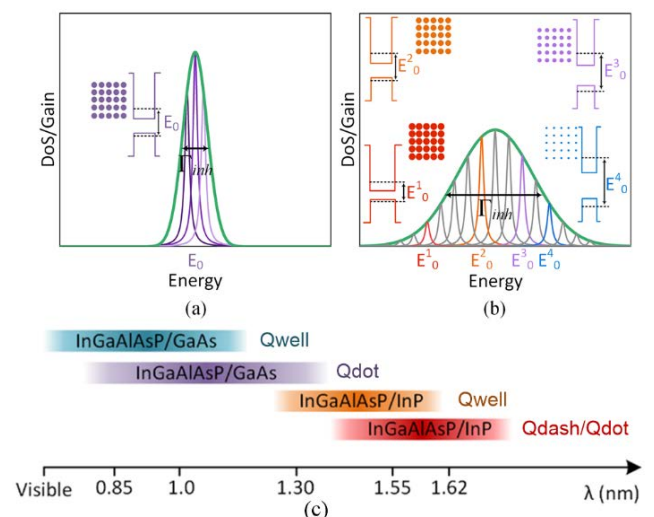 DoS/Gain
E₀
Γinh
E₀
Energy
(a)
DoS/Gain
E²₀
E³₀
E¹₀
E⁴₀
Γinh
E¹₀ E²₀ E³₀ E⁴₀
Energy
(b)
InGaAlAsP/GaAs Qwell
InGaAlAsP/GaAs Qdot
InGaAlAsP/InP Qwell
InGaAlAsP/InP Qdash/Qdot
Visible 0.85 1.0 1.30 1.55 1.62 λ (nm)
(c)